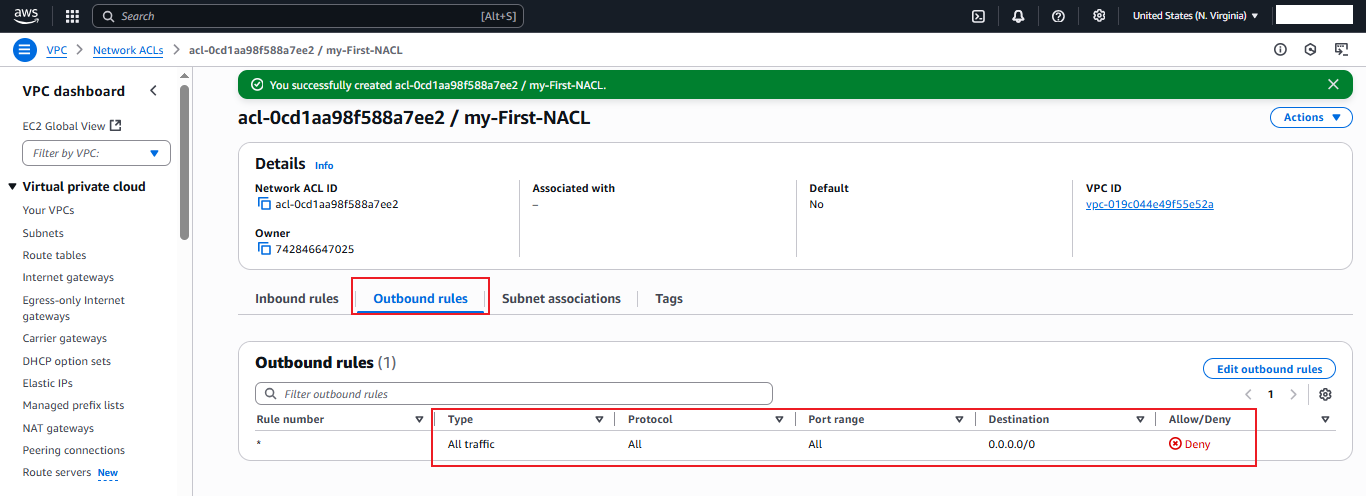 aws Search [Alt+S] United States (N. Virginia)
VPC > Network ACLs > acl-0cd1aa98f588a7ee2 / my-First-NACL
VPC dashboard
EC2 Global View
Filter by VPC:
Virtual private cloud
Your VPCs
Subnets
Route tables
Internet gateways
Egress-only Internet
gateways
Carrier gateways
DHCP option sets
Elastic IPs
Managed prefix lists
NAT gateways
Peering connections
Route servers New
You successfully created acl-0cd1aa98f588a7ee2 / my-First-NACL.
acl-0cd1aa98f588a7ee2 / my-First-NACL
Actions
Details Info
Network ACL ID
acl-0cd1aa98f588a7ee2
Associated with
–
Default
No
VPC ID
vpc-019c044e49f55e52a
Owner
742846647025
Inbound rules Outbound rules Subnet associations Tags
Outbound rules (1)
Edit outbound rules
Filter outbound rules
1
Rule number Type Protocol Port range Destination Allow/Deny
* All traffic All All 0.0.0.0/0 Deny